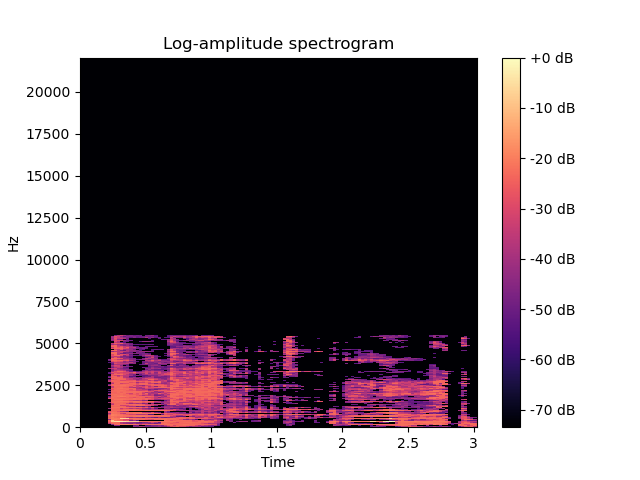 Log-amplitude spectrogram
Hz
20000
17500
15000
12500
10000
7500
5000
2500
0
0 0.5 1 1.5 2 2.5 3
Time
+0 dB
-10 dB
-20 dB
-30 dB
-40 dB
-50 dB
-60 dB
-70 dB